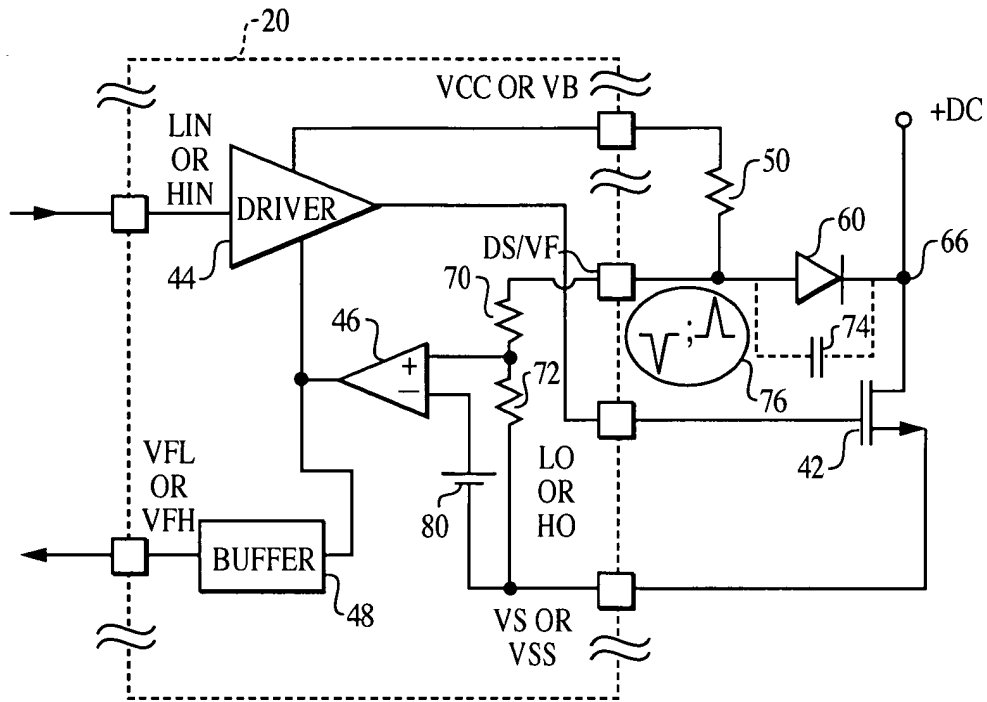 20
VCC OR VB
+DC
LIN
OR
HIN
50
DRIVER
60
66
44
DS/VF
70
74
46
+
;
72
−
76
42
VFL
OR
VFH
LO
OR
HO
80
BUFFER
48
VS OR
VSS